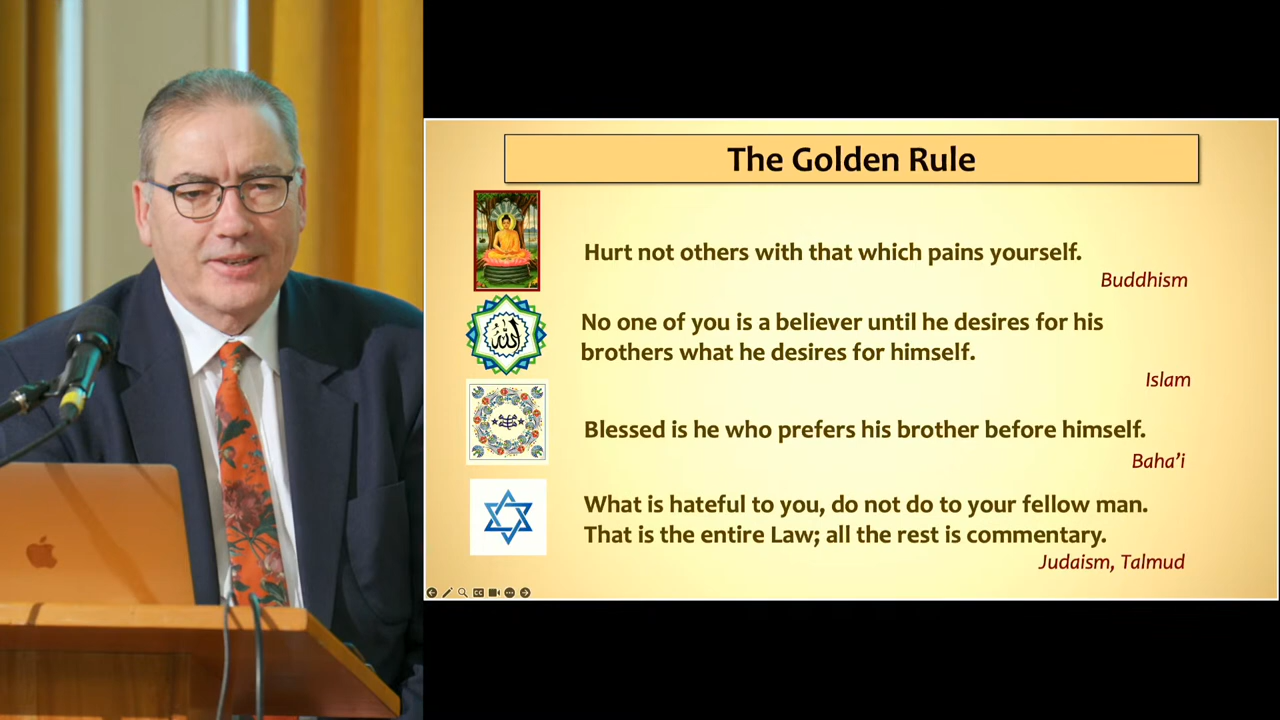 The Golden Rule
Hurt not others with that which pains yourself.
Buddhism
الله
No one of you is a believer until he desires for his
brothers what he desires for himself.
Islam
Blessed is he who prefers his brother before himself.
Baha'i
What is hateful to you, do not do to your fellow man.
That is the entire Law; all the rest is commentary.
Judaism, Talmud